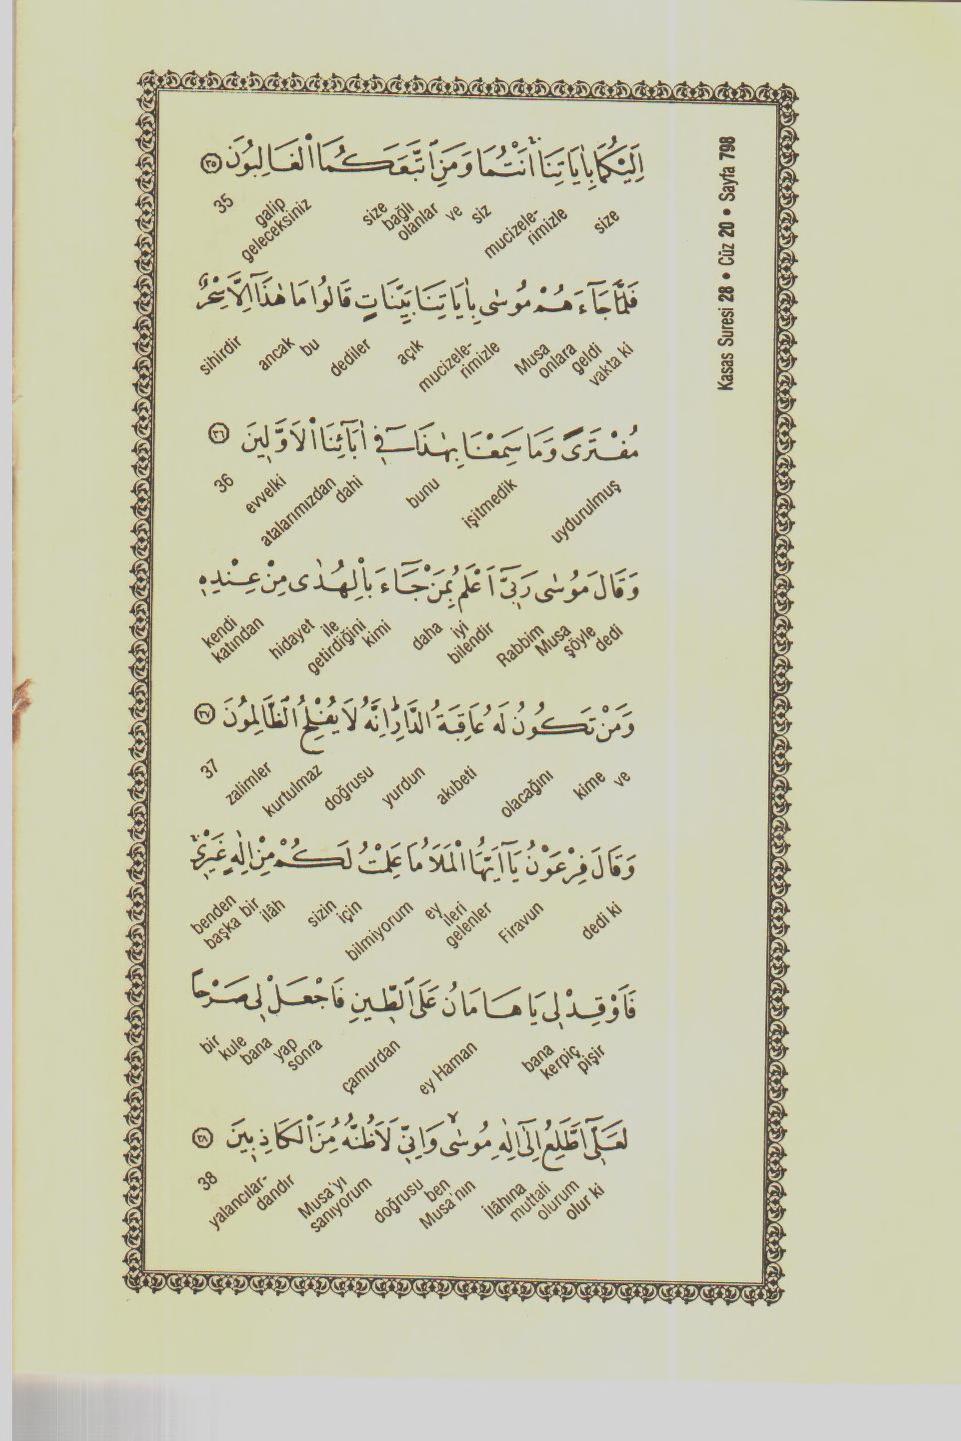 Kasas Suresi 28 • Cüz 20 • Sayfa 798
اِلَيْكُمَا بِاٰيَاتِنَاۚ اَنْتُمَا وَمَنِ اتَّبَعَكُمَا الْغَالِبُونَ ﴿٣٥﴾
size mucizele-rimizle siz ve size bağlı olanlar galip geleceksiniz 35
فَلَمَّا جَٓاءَهُمْ مُوسٰى بِاٰيَاتِنَا بَيِّنَاتٍ قَالُوا مَا هٰذَٓا اِلَّا سِحْرٌ
vakta ki geldi onlara Musa mucizele-rimizle açık dediler bu ancak sihirdir
مُفْتَرًى وَمَا سَمِعْنَا بِهٰذَا ف۪ٓي اٰبَٓائِنَا الْاَوَّل۪ينَ ﴿٣٦﴾
uydurulmuş işitmedik bunu dahi atalarımızdan evvelki 36
وَقَالَ مُوسٰى رَبّ۪ٓي اَعْلَمُ بِمَنْ جَٓاءَ بِالْهُدٰى مِنْ عِنْدِه۪
dedi şöyle Musa Rabbim bilendir iyi daha kimi getirdiğini ile hidayet katından kendi
وَمَنْ تَكُونُ لَهُ عَاقِبَةُ الدَّارِۜ اِنَّهُ لَا يُفْلِحُ الظَّالِمُونَ ﴿٣٧﴾
ve kime olacağını akıbeti yurdun doğrusu kurtulmaz zalimler 37
وَقَالَ فِرْعَوْنُ يَٓا اَيُّهَا الْمَلَاُ مَا عَلِمْتُ لَكُمْ مِنْ اِلٰهٍ غَيْر۪يۚ
dedi ki Firavun ey ileri gelenler bilmiyorum sizin için ilâh başka bir benden
فَاَوْقِدْ ل۪ي يَا هَامَانُ عَلَى الطّ۪ينِ فَاجْعَلْ ل۪ي صَرْحًا
pişir kerpiç bana ey Haman çamurdan sonra yap bana kule bir
لَعَلّ۪ٓي اَطَّلِعُ اِلٰٓى اِلٰهِ مُوسٰىۙ وَاِنّ۪ي لَاَظُنُّهُ مِنَ الْكَاذِب۪ينَ ﴿٣٨﴾
olur ki olurum muttali ilâhına Musa'nın ben doğrusu sanıyorum Musa'yı yalancılar-dandır 38